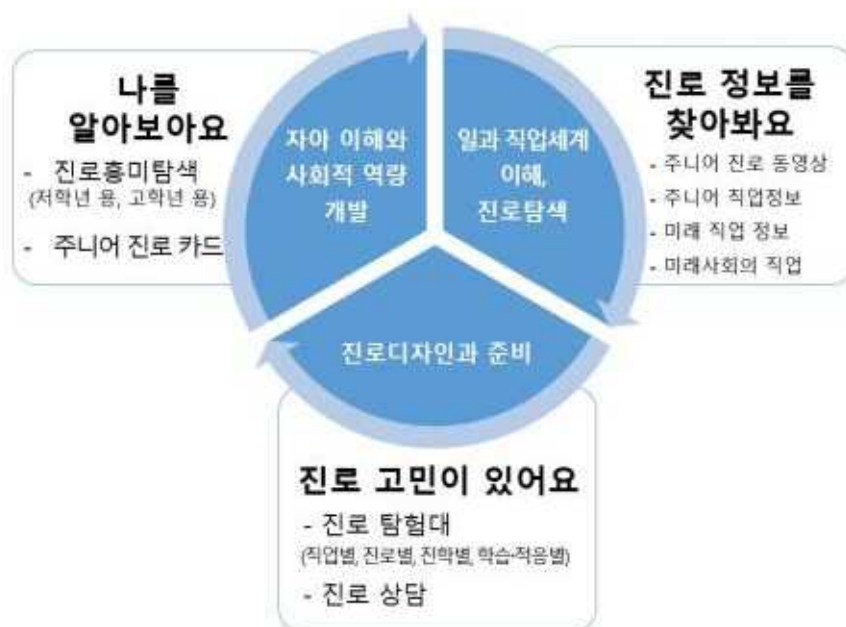 나를
알아보아요
- 진로흥미탐색
(저학년 용, 고학년 용)
- 주니어 진로 카드
자아 이해와
사회적 역량
개발
일과 직업세계
이해,
진로탐색
진로 정보를
찾아봐요
- 주니어 진로 동영상
- 주니어 직업정보
- 미래 직업 정보
- 미래사회의 직업
진로디자인과 준비
진로 고민이 있어요
- 진로 탐험대
(직업별, 진로별, 진학별, 학습·적응별)
- 진로 상담